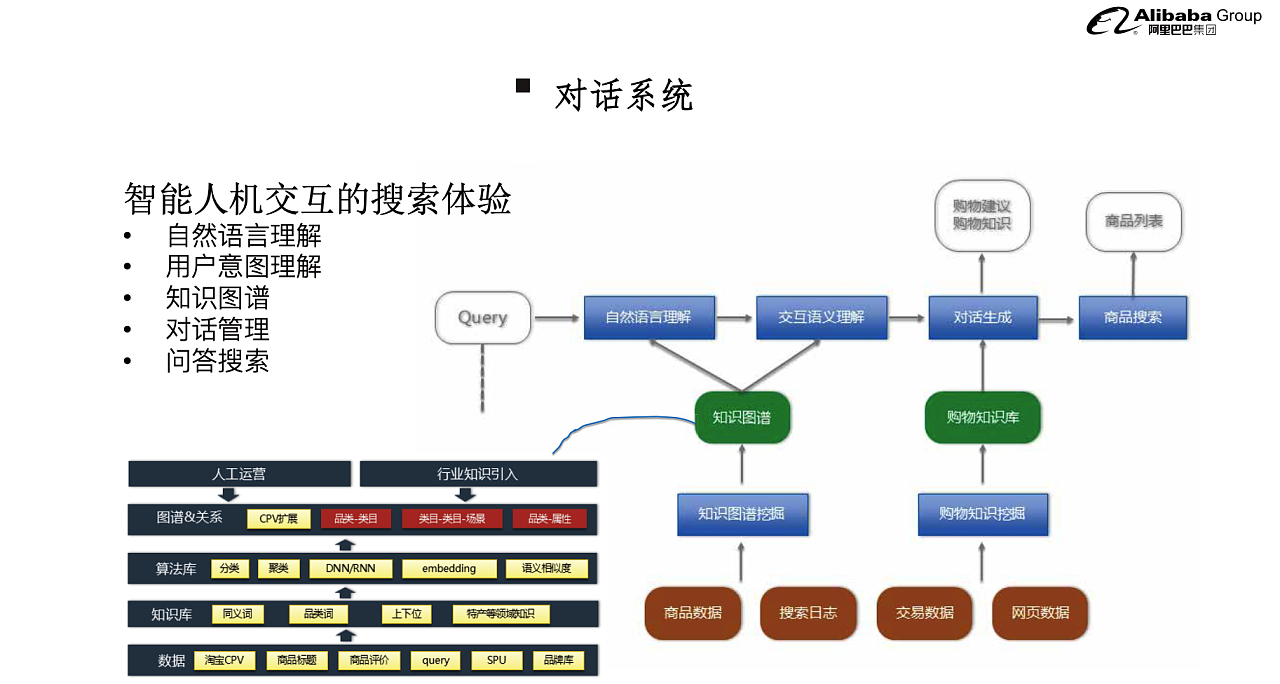 Alibaba Group
阿里巴巴集团
对话系统
智能人机交互的搜索体验
自然语言理解
用户意图理解
知识图谱
对话管理
问答搜索
购物建议
购物知识
商品列表
Query
自然语言理解
交互语义理解
对话生成
商品搜索
知识图谱
购物知识库
知识图谱挖掘
购物知识挖掘
商品数据
搜索日志
交易数据
网页数据
人工运营
行业知识引入
图谱&关系
CPV扩展
品类-类目
类目-类目-场景
品类-属性
算法库
分类
聚类
DNN/RNN
embedding
语义相似度
知识库
同义词
品类词
上下位
特产等领域知识
数据
淘宝CPV
商品标题
商品评价
query
SPU
品牌库